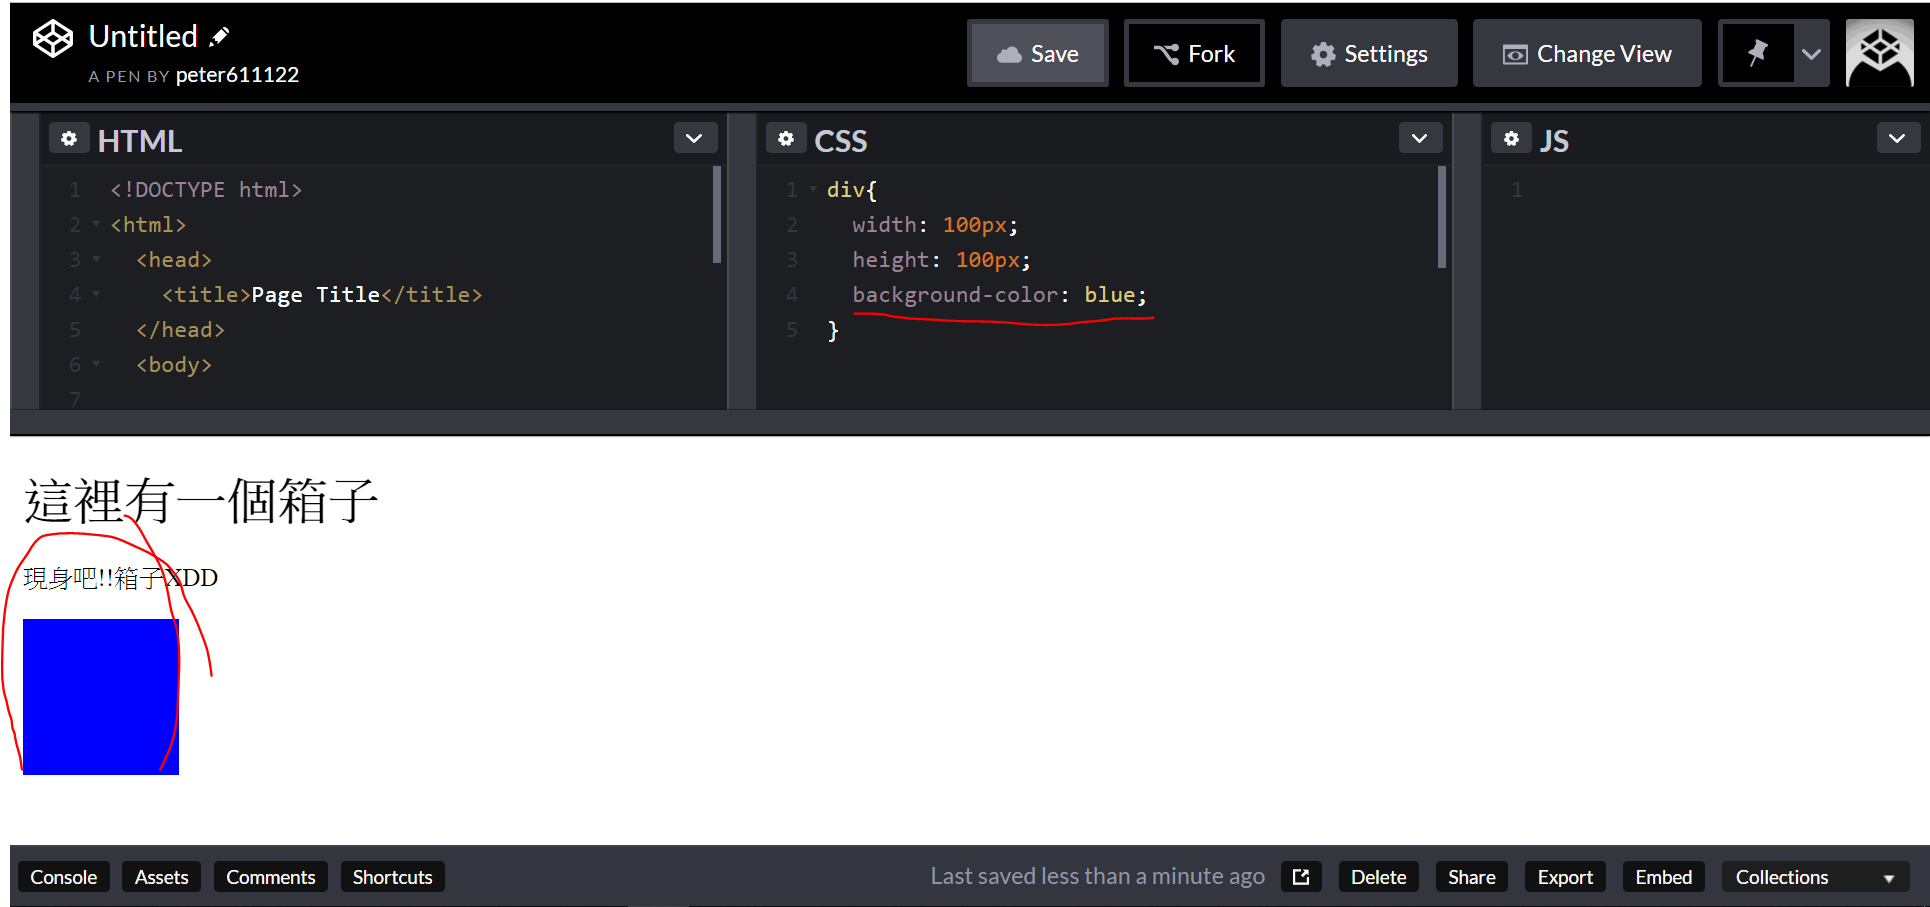 Untitled
A PEN BY peter611122
Save
Fork
Settings
Change View
HTML
1 <!DOCTYPE html>
2 <html>
3 <head>
4 <title>Page Title</title>
5 </head>
6 <body>
7
CSS
1 div{
2 width: 100px;
3 height: 100px;
4 background-color: blue;
5 }
JS
1
這裡有一個箱子
現身吧!!箱子XDD
Console
Assets
Comments
Shortcuts
Last saved less than a minute ago
Delete
Share
Export
Embed
Collections